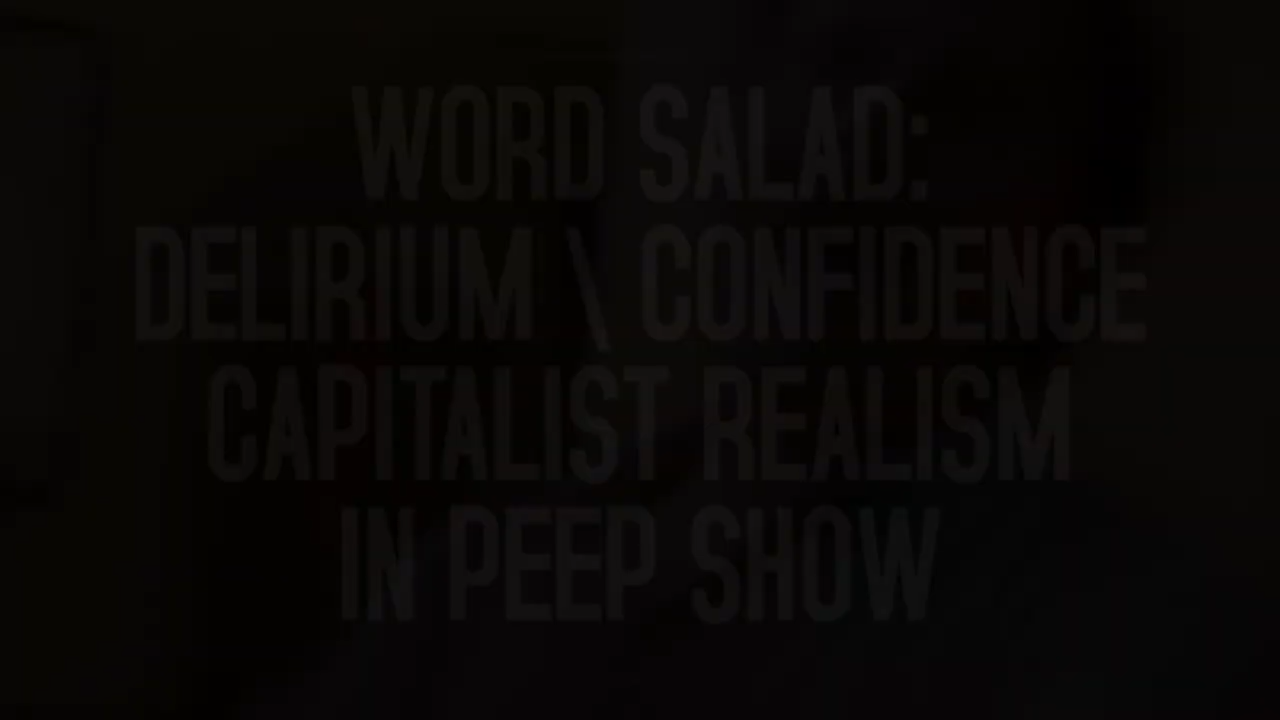 WORD SALAD:
DELIRIUM \ CONFIDENCE
CAPITALIST REALISM
IN PEEP SHOW